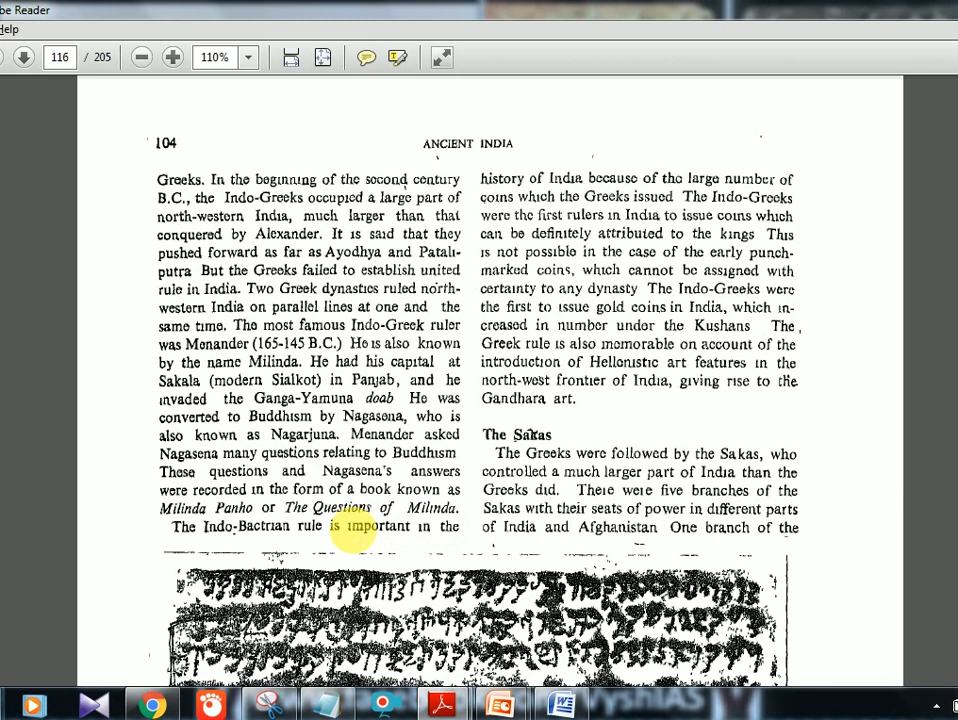 be Reader
Help
116 / 205 110%
104 ANCIENT INDIA
Greeks. In the beginning of the second century
B.C., the Indo-Greeks occupied a large part of
north-western India, much larger than that
conquered by Alexander. It is said that they
pushed forward as far as Ayodhya and Patali-
putra But the Greeks failed to establish united
rule in India. Two Greek dynasties ruled north-
western India on parallel lines at one and the
same time. The most famous Indo-Greek ruler
was Menander (165-145 B.C.) He is also known
by the name Milinda. He had his capital at
Sakala (modern Sialkot) in Panjab, and he
invaded the Ganga-Yamuna doab He was
converted to Buddhism by Nagasena, who is
also known as Nagarjuna. Menander asked
Nagasena many questions relating to Buddhism
These questions and Nagasena's answers
were recorded in the form of a book known as
Milinda Panho or The Questions of Milinda.
The Indo-Bactrian rule is important in the
history of India because of the large number of
coins which the Greeks issued The Indo-Greeks
were the first rulers in India to issue coins which
can be definitely attributed to the kings This
is not possible in the case of the early punch-
marked coins, which cannot be assigned with
certainty to any dynasty The Indo-Greeks were
the first to issue gold coins in India, which in-
creased in number under the Kushans The
Greek rule is also memorable on account of the
introduction of Hellenistic art features in the
north-west frontier of India, giving rise to the
Gandhara art.
The Sakas
The Greeks were followed by the Sakas, who
controlled a much larger part of India than the
Greeks did. There were five branches of the
Sakas with their seats of power in different parts
of India and Afghanistan One branch of the